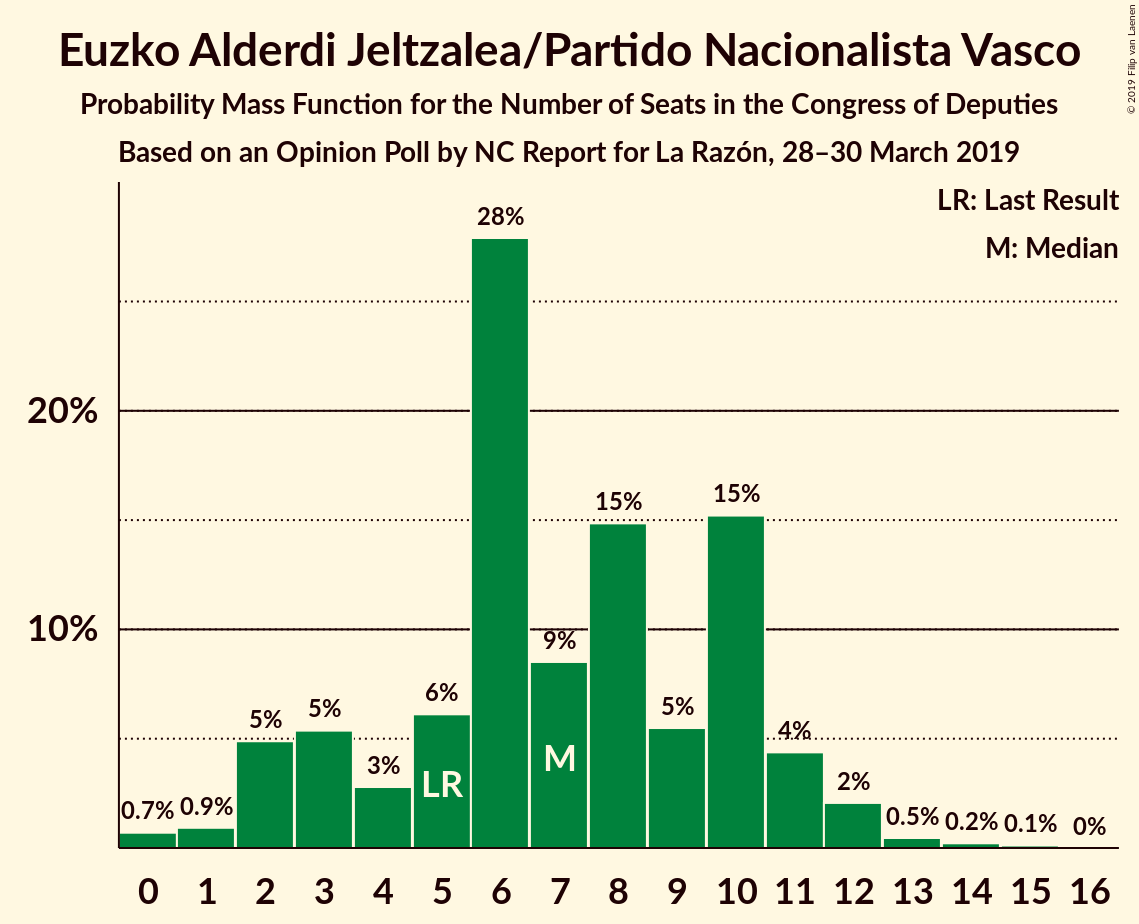 Euzko Alderdi Jeltzalea/Partido Nacionalista Vasco
Probability Mass Function for the Number of Seats in the Congress of Deputies
Based on an Opinion Poll by NC Report for La Razón, 28–30 March 2019
© 2019 Filip van Laenen
LR: Last Result
M: Median
28%
20%
15%
15%
10%
9%
6%
5%
5%
5%
4%
3%
2%
0.7%
0.9%
0.5%
0.2%
0.1%
0%
LR
M
0 1 2 3 4 5 6 7 8 9 10 11 12 13 14 15 16